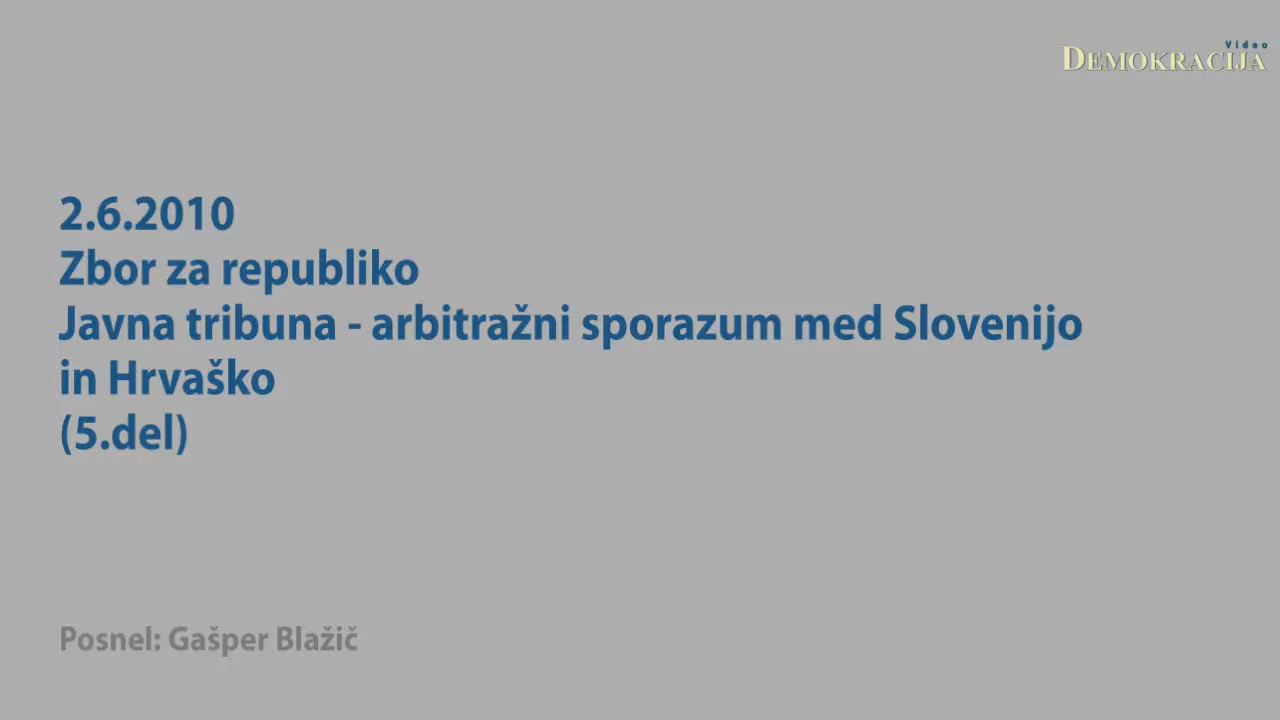 Video
DEMOKRACIJA
2.6.2010
Zbor za republiko
Javna tribuna - arbitražni sporazum med Slovenijo
in Hrvaško
(5.del)
Posnel: Gašper Blažič